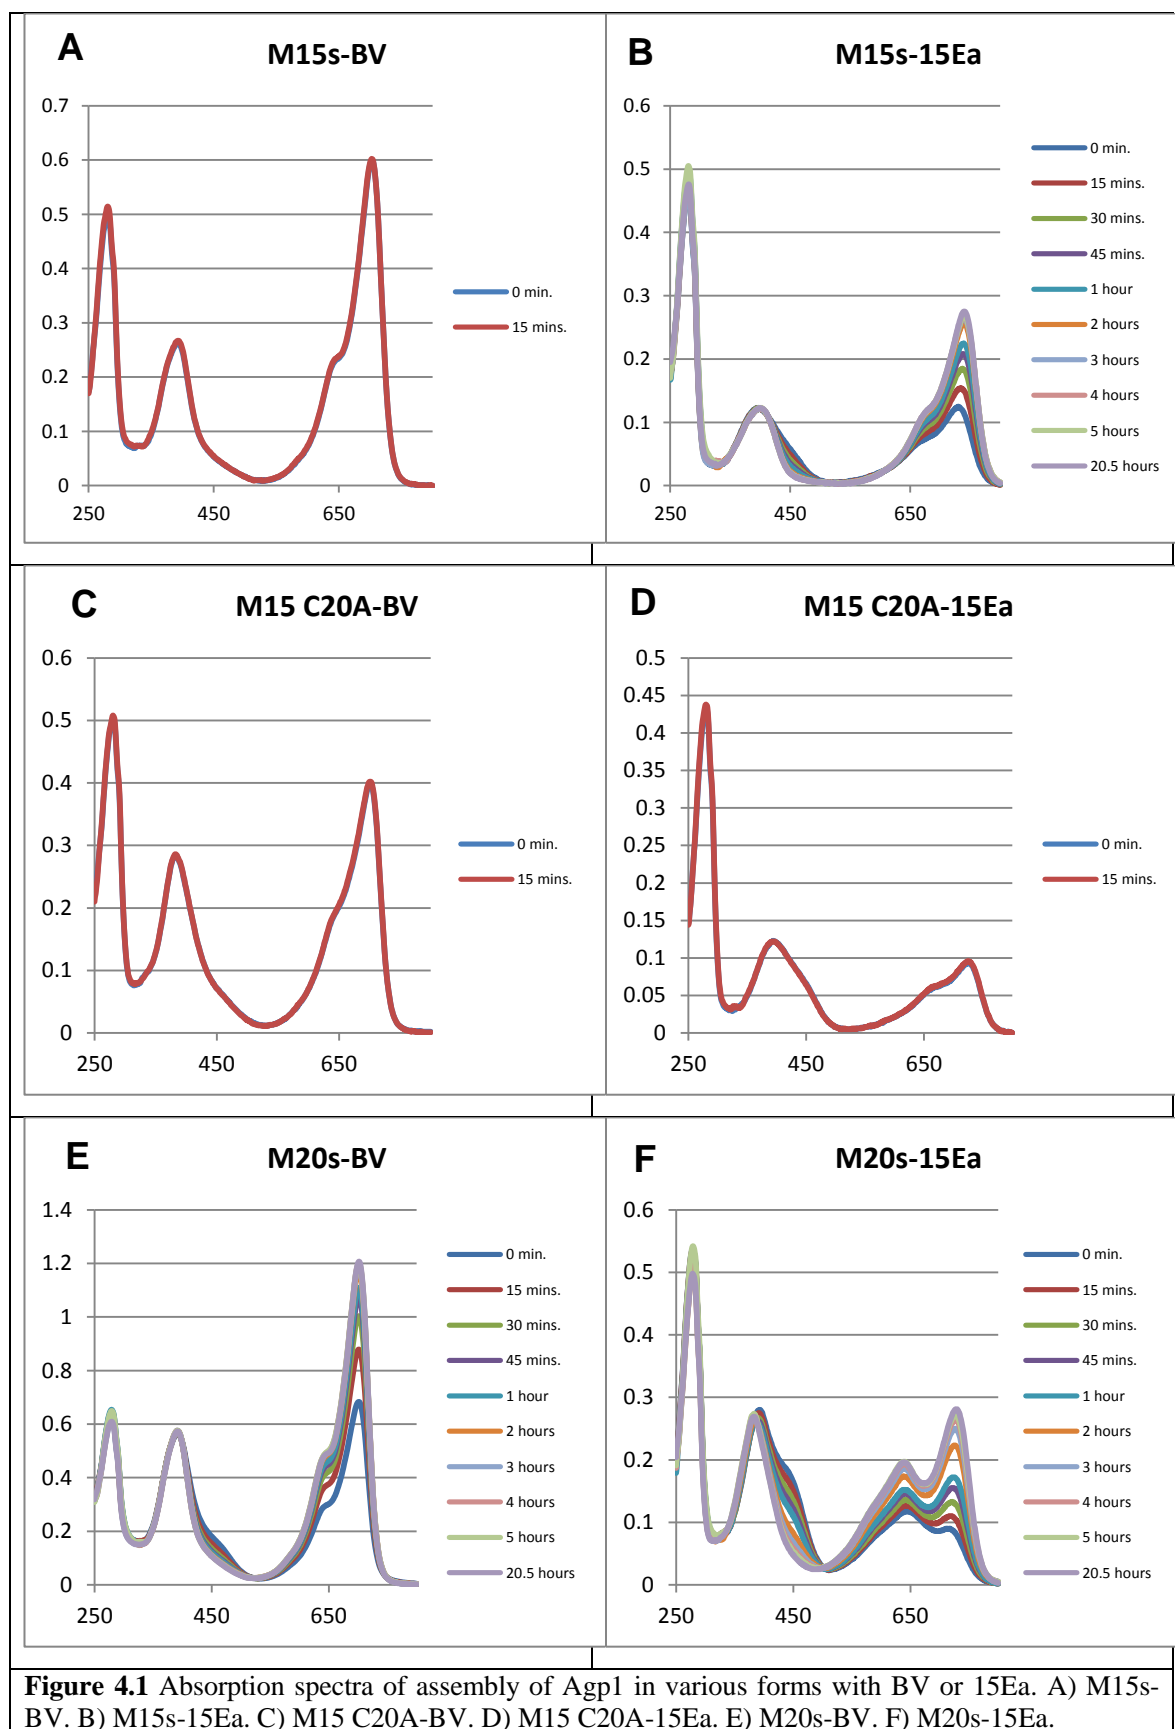 A
M15s-BV
0.7
0.6
0.5
0.4
0.3
0.2
0.1
0
250
450
650
0 min.
15 mins.
B
M15s-15Ea
0.6
0.5
0.4
0.3
0.2
0.1
0
250
450
650
0 min.
15 mins.
30 mins.
45 mins.
1 hour
2 hours
3 hours
4 hours
5 hours
20.5 hours
C
M15 C20A-BV
0.6
0.5
0.4
0.3
0.2
0.1
0
250
450
650
0 min.
15 mins.
D
M15 C20A-15Ea
0.5
0.45
0.4
0.35
0.3
0.25
0.2
0.15
0.1
0.05
0
250
450
650
0 min.
15 mins.
E
M20s-BV
1.4
1.2
1
0.8
0.6
0.4
0.2
0
250
450
650
0 min.
15 mins.
30 mins.
45 mins.
1 hour
2 hours
3 hours
4 hours
5 hours
20.5 hours
F
M20s-15Ea
0.6
0.5
0.4
0.3
0.2
0.1
0
250
450
650
0 min.
15 mins.
30 mins.
45 mins.
1 hour
2 hours
3 hours
4 hours
5 hours
20.5 hours
Figure 4.1 Absorption spectra of assembly of Agp1 in various forms with BV or 15Ea. A) M15s-
BV. B) M15s-15Ea. C) M15 C20A-BV. D) M15 C20A-15Ea. E) M20s-BV. F) M20s-15Ea.